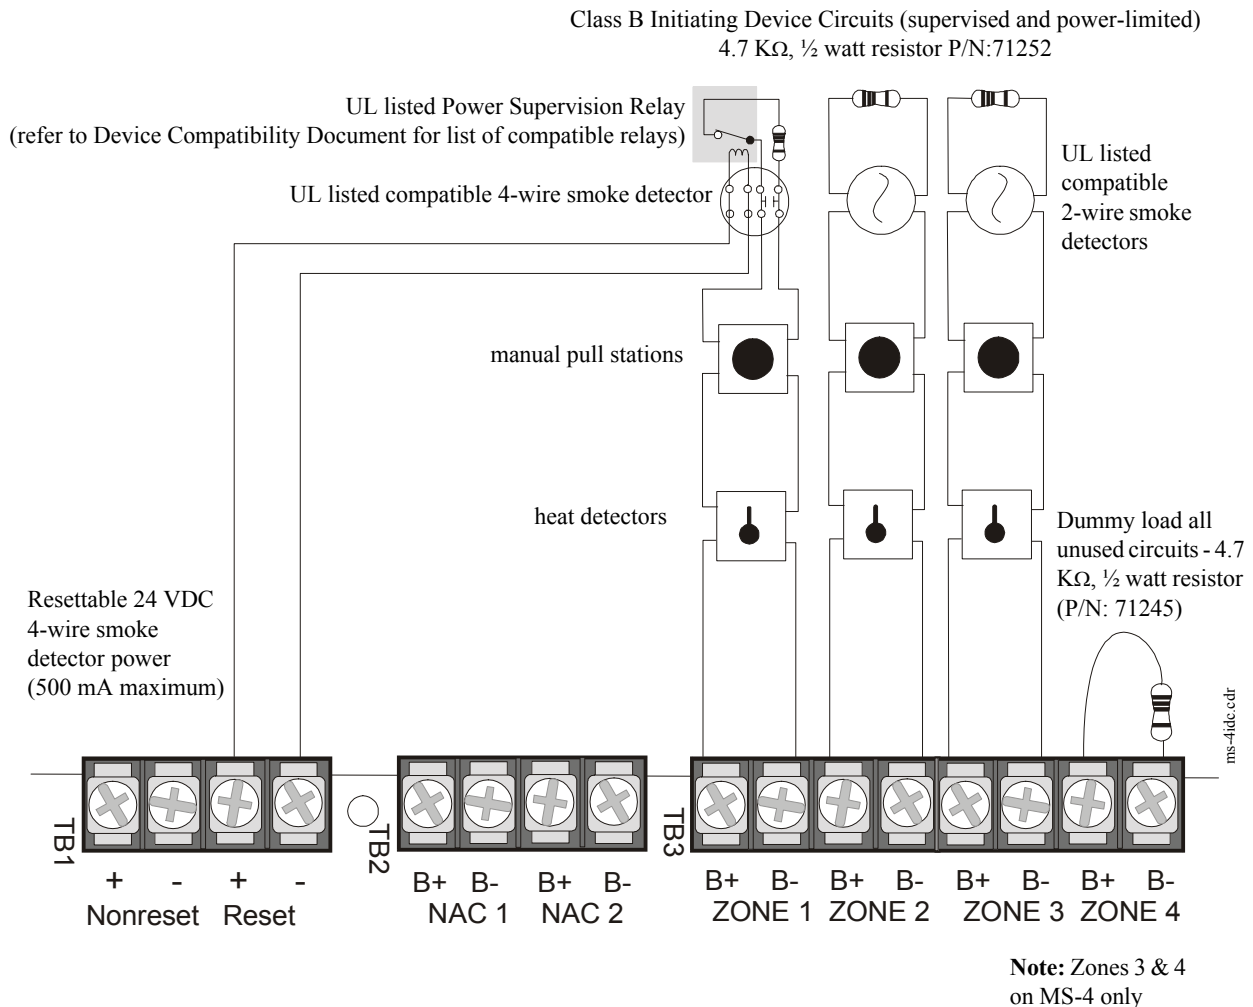 Class B Initiating Device Circuits (supervised and power-limited)
4.7 KΩ, ½ watt resistor P/N:71252
UL listed Power Supervision Relay
(refer to Device Compatibility Document for list of compatible relays)
UL listed compatible 4-wire smoke detector
UL listed
compatible
2-wire smoke
detectors
manual pull stations
heat detectors
Dummy load all
unused circuits - 4.7
KΩ, ½ watt resistor
(P/N: 71245)
Resettable 24 VDC
4-wire smoke
detector power
(500 mA maximum)
ms-4idc.cdr
TB1
TB2
TB3
+ - + -
Nonreset Reset
B+ B- B+ B-
NAC 1 NAC 2
B+ B- B+ B- B+ B- B+ B-
ZONE 1 ZONE 2 ZONE 3 ZONE 4
Note: Zones 3 & 4
on MS-4 only